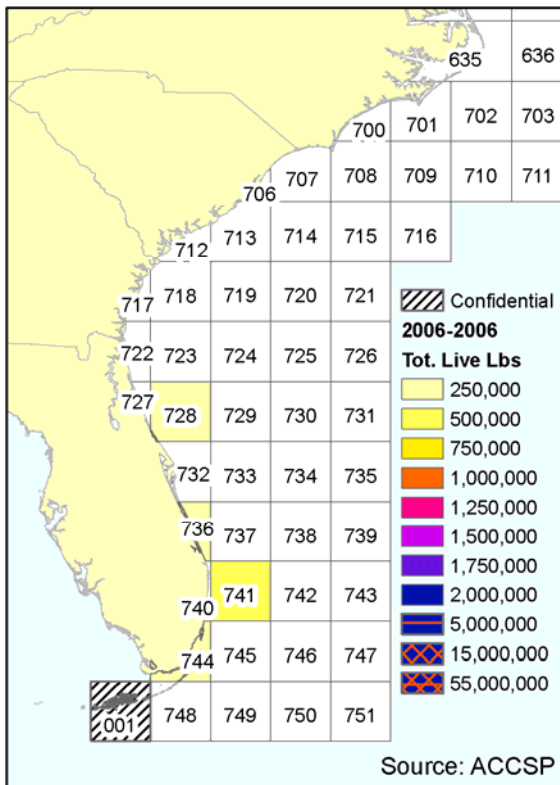 635 636
700 701 702 703
706 707 708 709 710 711
712 713 714 715 716
717 718 719 720 721
722 723 724 725 726
727 728 729 730 731
732 733 734 735
736 737 738 739
740 741 742 743
744 745 746 747
001 748 749 750 751
Confidential
2006-2006
Tot. Live Lbs
250,000
500,000
750,000
1,000,000
1,250,000
1,500,000
1,750,000
2,000,000
5,000,000
15,000,000
55,000,000
Source: ACCSP